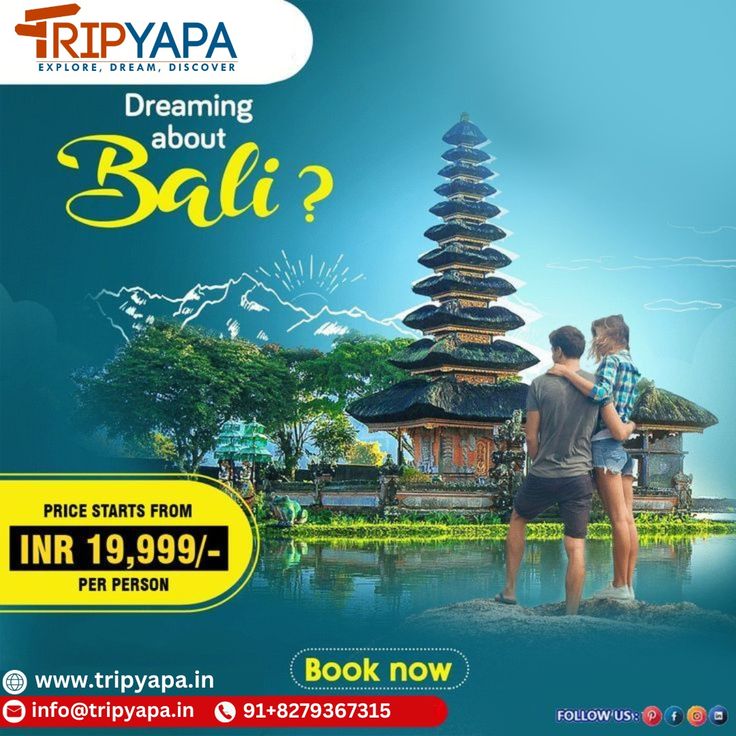 TRIPYAPA
EXPLORE, DREAM, DISCOVER
Dreaming
about
Bali ?
PRICE STARTS FROM
INR 19,999/-
PER PERSON
Book now
www.tripyapa.in
info@tripyapa.in 91+8279367315
FOLLOW US: